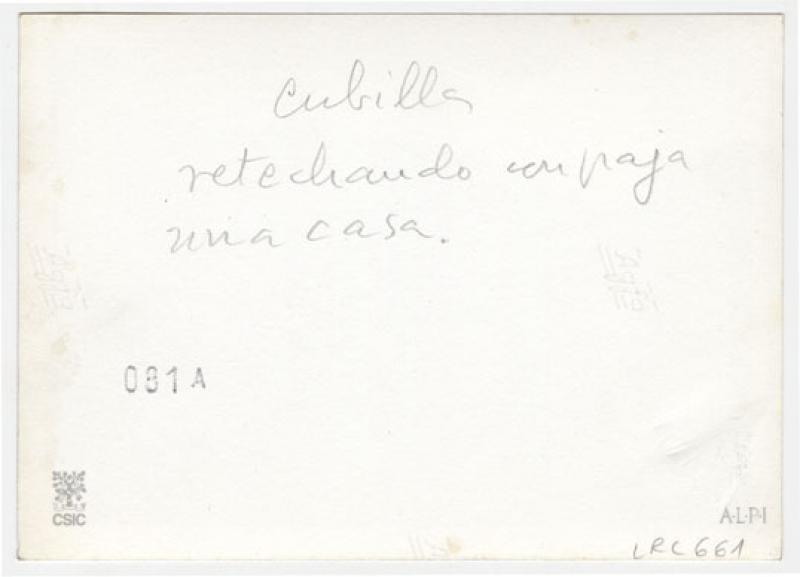 Cubilla
retechando con paja
una casa.
081 A
CSIC
A·L·P·I
LRC661